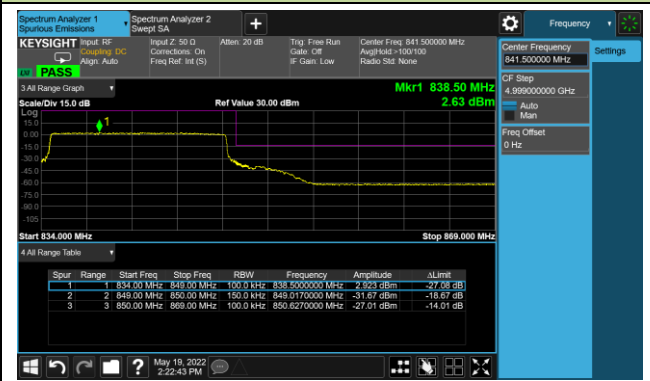 Spectrum Analyzer 1
Spurious Emissions
Spectrum Analyzer 2
Swept SA
+
Frequency
KEYSIGHT
Input: RF
Coupling: DC
Align: Auto
Input Z: 50 Ω
Corrections: On
Freq Ref: Int (S)
Atten: 20 dB
Trig: Free Run
Gate: Off
IF Gain: Low
Center Freq: 841.500000 MHz
Avg|Hold:>100/100
Radio Std: None
LXI
PASS
Center Frequency
841.500000 MHz
Settings
CF Step
4.999000000 GHz
Auto
Man
Freq Offset
0 Hz
3 All Range Graph
Mkr1 838.50 MHz
Scale/Div 15.0 dB
Ref Value 30.00 dBm
2.63 dBm
Log
15.0
0.00
-15.0
-30.0
-45.0
-60.0
-75.0
-90.0
-105
1
Start 834.000 MHz
Stop 869.000 MHz
4 All Range Table
Spur Range Start Freq Stop Freq RBW Frequency Amplitude ΔLimit
1 1 834.00 MHz 849.00 MHz 100.0 kHz 838.5000000 MHz 2.923 dBm -27.08 dB
2 2 849.00 MHz 850.00 MHz 150.0 kHz 849.0170000 MHz -31.67 dBm -18.67 dB
3 3 850.00 MHz 869.00 MHz 100.0 kHz 850.6270000 MHz -27.01 dBm -14.01 dB
?
May 19, 2022
2:22:43 PM